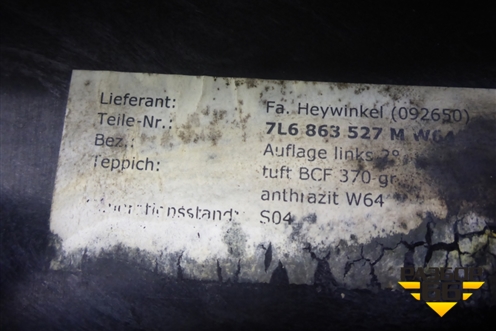 Lieferant: Fa. Heywinkel (092650)
Teile-Nr.: 7L6 863 527 M W64
Bez.: Auflage links 2°
Teppich: tuft BCF 370 gr
anthrazit W64
S04